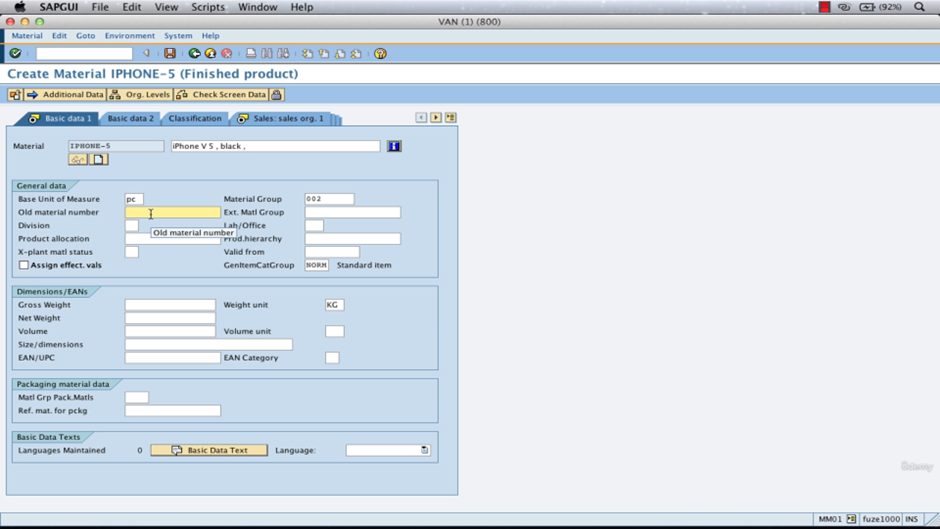 SAPGUI File Edit View Scripts Window Help (92%)
VAN (1) (800)
Material Edit Goto Environment System Help
Create Material IPHONE-5 (Finished product)
Additional Data Org. Levels Check Screen Data
Basic data 1 Basic data 2 Classification Sales: sales org. 1
Material IPHONE-5 iPhone V 5 , black ,
General data
Base Unit of Measure pc Material Group 002
Old material number Ext. Matl Group
Division Lab/Office
Old material number
Product allocation Prod.hierarchy
X-plant matl status Valid from
Assign effect. vals GenItemCatGroup NORM Standard item
Dimensions/EANs
Gross Weight Weight unit KG
Net Weight
Volume Volume unit
Size/dimensions
EAN/UPC EAN Category
Packaging material data
Matl Grp Pack.Matls
Ref. mat. for pckg
Basic Data Texts
Languages Maintained 0 Basic Data Text Language:
Udemy
MM01 fuze1000 INS